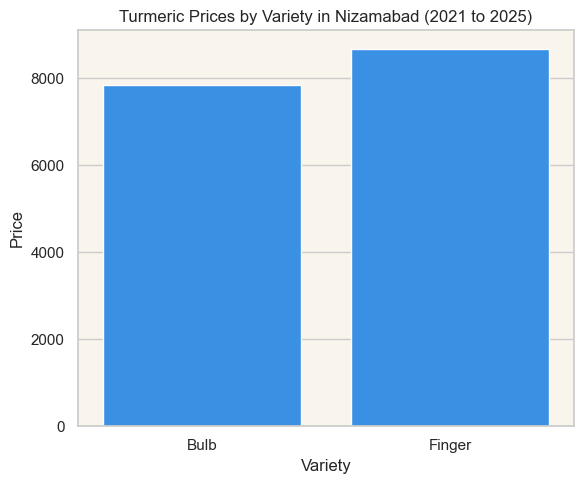 Turmeric Prices by Variety in Nizamabad (2021 to 2025)
Price
8000
6000
4000
2000
0
Bulb Finger
Variety